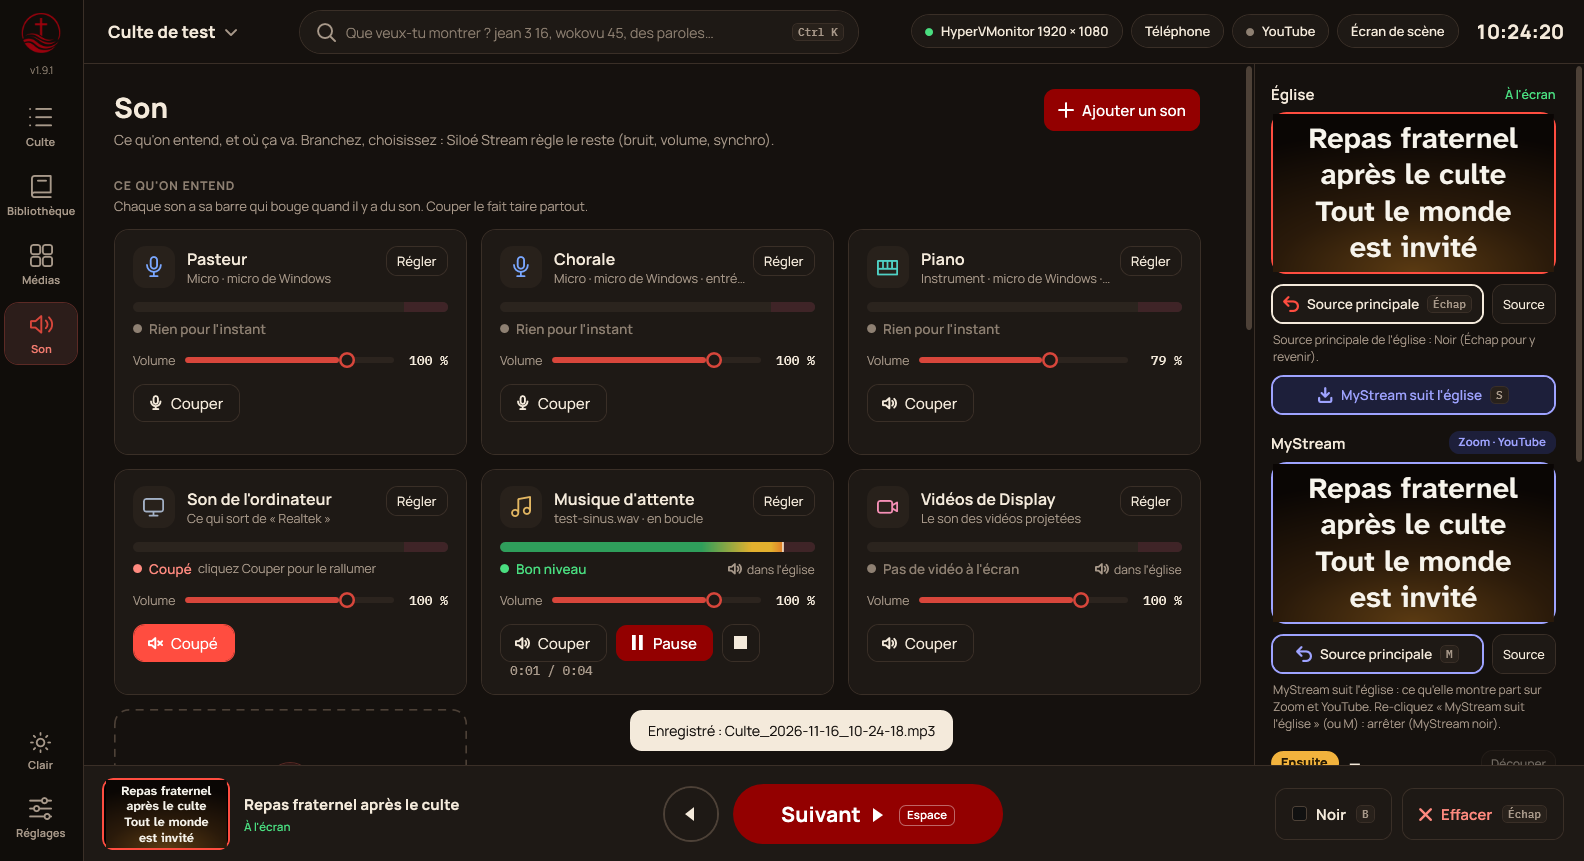 v1.9.1
Culte
Bibliothèque
Médias
Son
Clair
Réglages
Culte de test
Que veux-tu montrer ? jean 3 16, wokovu 45, des paroles...
Ctrl K
HyperVMonitor 1920 × 1080
Téléphone
YouTube
Écran de scène
10:24:20
Son
Ce qu'on entend, et où ça va. Branchez, choisissez : Siloé Stream règle le reste (bruit, volume, synchro).
Ajouter un son
CE QU'ON ENTEND
Chaque son a sa barre qui bouge quand il y a du son. Couper le fait taire partout.
Pasteur
Micro · micro de Windows
Régler
Rien pour l'instant
Volume
100 %
Couper
Chorale
Micro · micro de Windows · entré...
Régler
Rien pour l'instant
Volume
100 %
Couper
Piano
Instrument · micro de Windows ·...
Régler
Rien pour l'instant
Volume
79 %
Couper
Son de l'ordinateur
Ce qui sort de « Realtek »
Régler
Coupé cliquez Couper pour le rallumer
Volume
100 %
Coupé
Musique d'attente
test-sinus.wav · en boucle
Régler
Bon niveau
dans l'église
Volume
100 %
Couper
Pause
0:01 / 0:04
Vidéos de Display
Le son des vidéos projetées
Régler
Pas de vidéo à l'écran
dans l'église
Volume
100 %
Couper
Enregistré : Culte_2026-11-16_10-24-18.mp3
Église
À l'écran
Repas fraternel
après le culte
Tout le monde
est invité
Source principale Échap
Source
Source principale de l'église : Noir (Échap pour y
revenir).
MyStream suit l'église S
MyStream
Zoom · YouTube
Repas fraternel
après le culte
Tout le monde
est invité
Source principale M
Source
MyStream suit l'église : ce qu'elle montre part sur
Zoom et YouTube. Re-cliquez « MyStream suit
l'église » (ou M) : arrêter (MyStream noir).
Ensuite
Découper
Repas fraternel
après le culte
Tout le monde
est invité
Repas fraternel après le culte
À l'écran
Suivant
Espace
Noir B
Effacer Échap